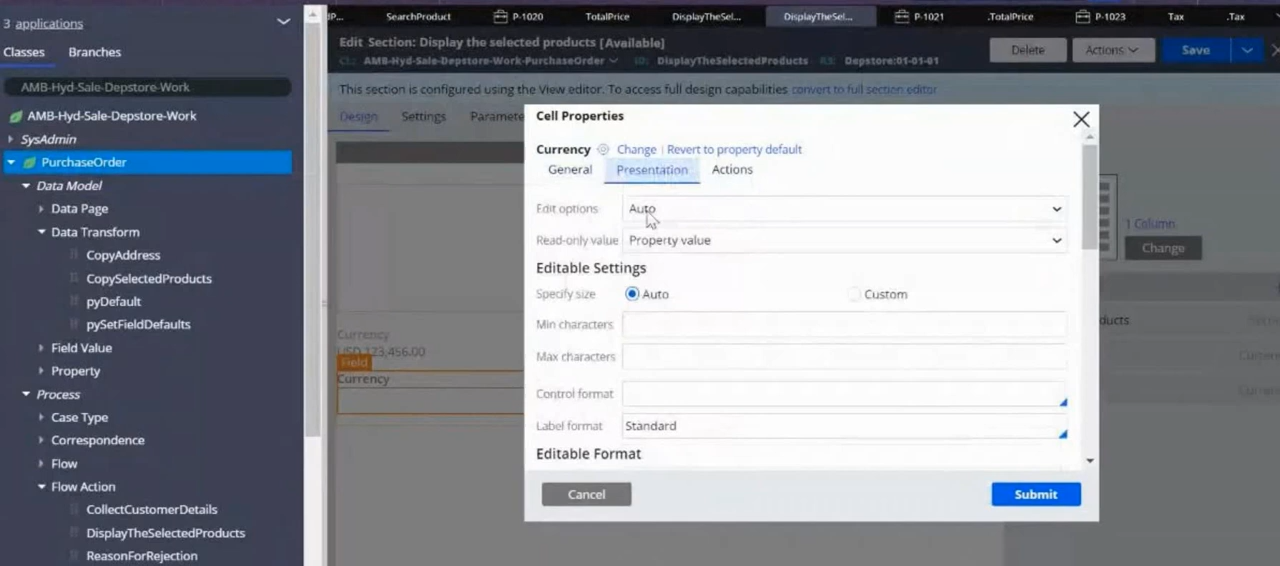 3 applications
Classes Branches
AMB-Hyd-Sale-Depstore-Work
AMB-Hyd-Sale-Depstore-Work
SysAdmin
PurchaseOrder
Data Model
Data Page
Data Transform
CopyAddress
CopySelectedProducts
pyDefault
pySetFieldDefaults
Field Value
Property
Process
Case Type
Correspondence
Flow
Flow Action
CollectCustomerDetails
DisplayTheSelectedProducts
ReasonForRejection
P... SearchProduct P-1020 TotalPrice DisplayTheSel... DisplayTheSel... P-1021 .TotalPrice P-1023 Tax .Tax
Edit Section: Display the selected products [Available]
CL: AMB-Hyd-Sale-Depstore-Work-PurchaseOrder ID: DisplayTheSelectedProducts RS: Depstore:01-01-01
Delete Actions Save
This section is configured using the View editor. To access full design capabilities convert to full section editor
Design Settings Paramete
Currency
USD 123,456.00
Field
Currency
1 Column
Change
ducts
Cell Properties
Currency Change | Revert to property default
General Presentation Actions
Edit options Auto
Read-only value Property value
Editable Settings
Specify size Auto Custom
Min characters
Max characters
Control format
Label format Standard
Editable Format
Cancel Submit